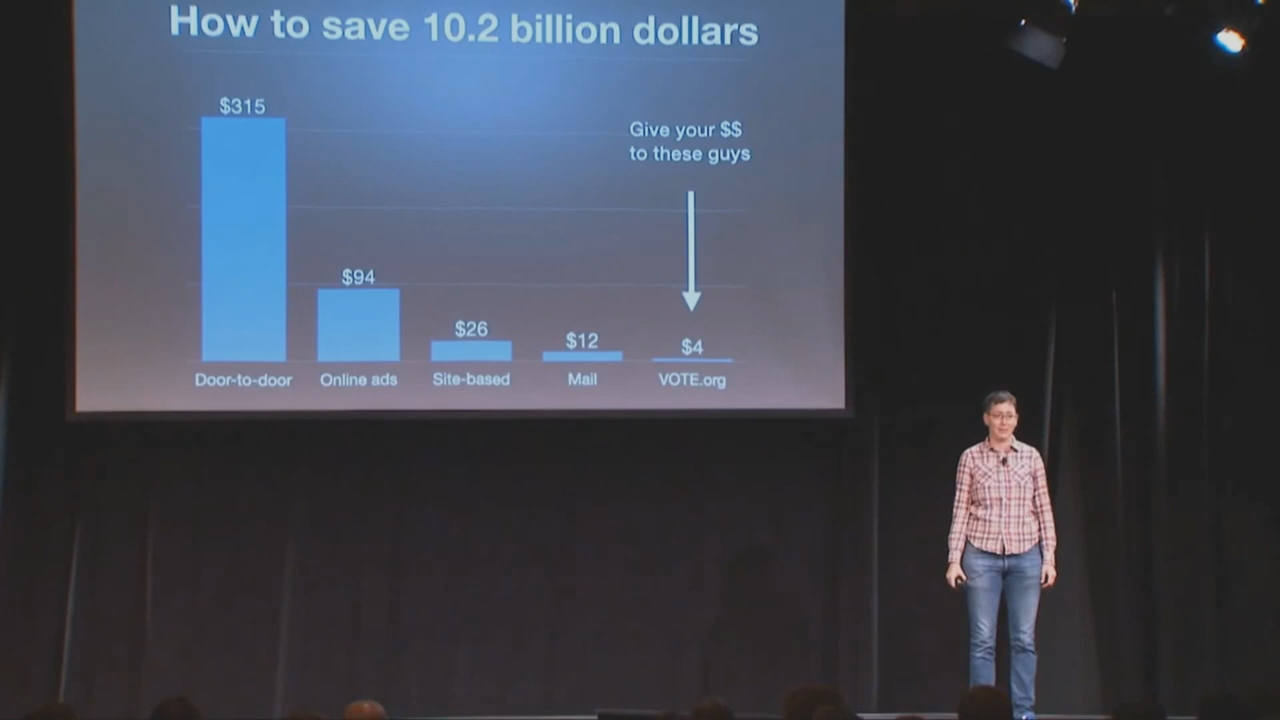 How to save 10.2 billion dollars
$315
Give your $$
to these guys
$94
$26
$12
$4
Door-to-door
Online ads
Site-based
Mail
VOTE.org